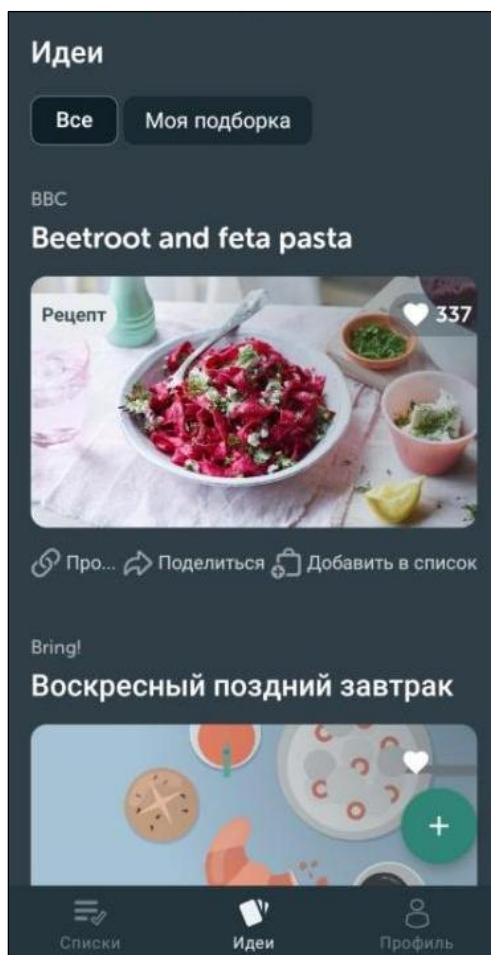 Идеи
Все Моя подборка
BBC
Beetroot and feta pasta
Рецепт 337
Про... Поделиться Добавить в список
Bring!
Воскресный поздний завтрак
+
Списки Идеи Профиль